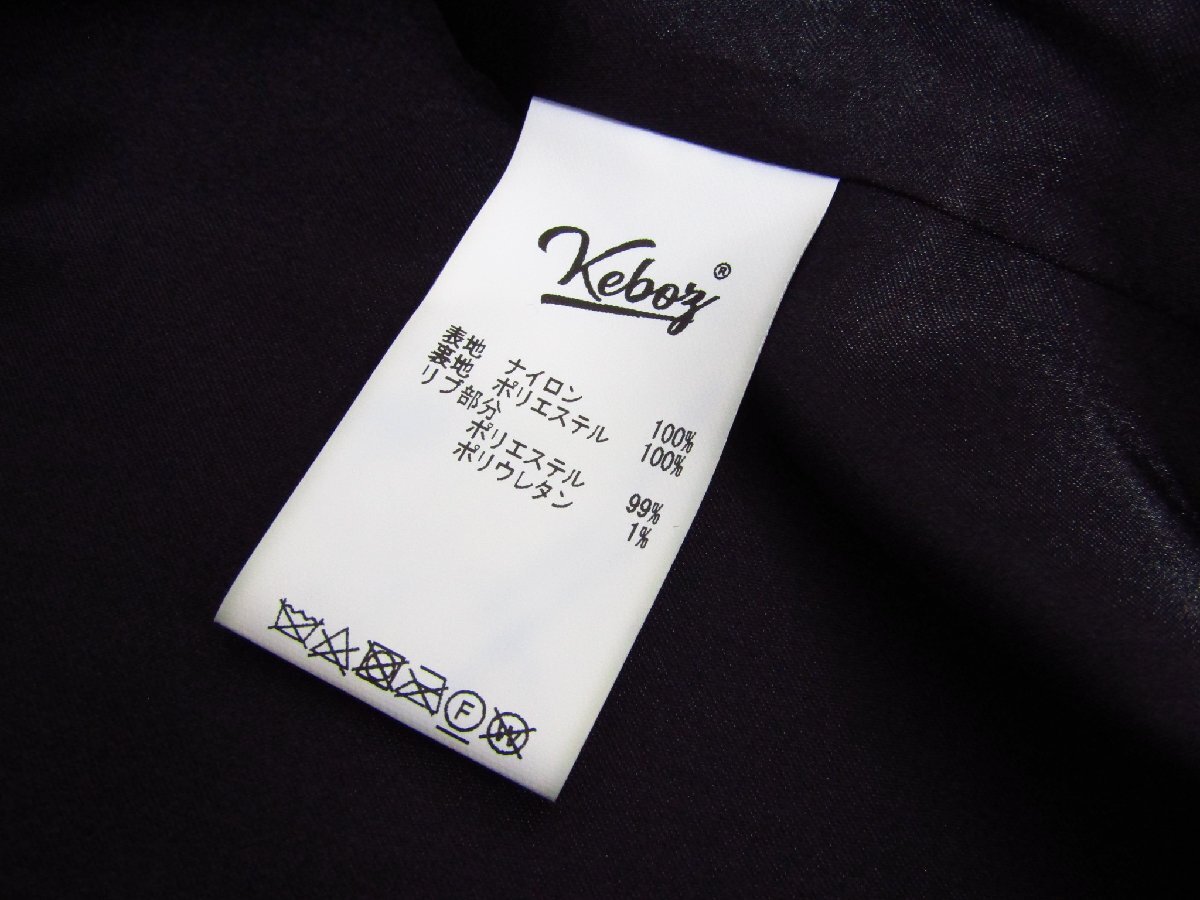 Keboz®
表地 ナイロン 100%
裏地 ポリエステル 100%
リブ部分
ポリエステル 99%
ポリウレタン 1%
F
W